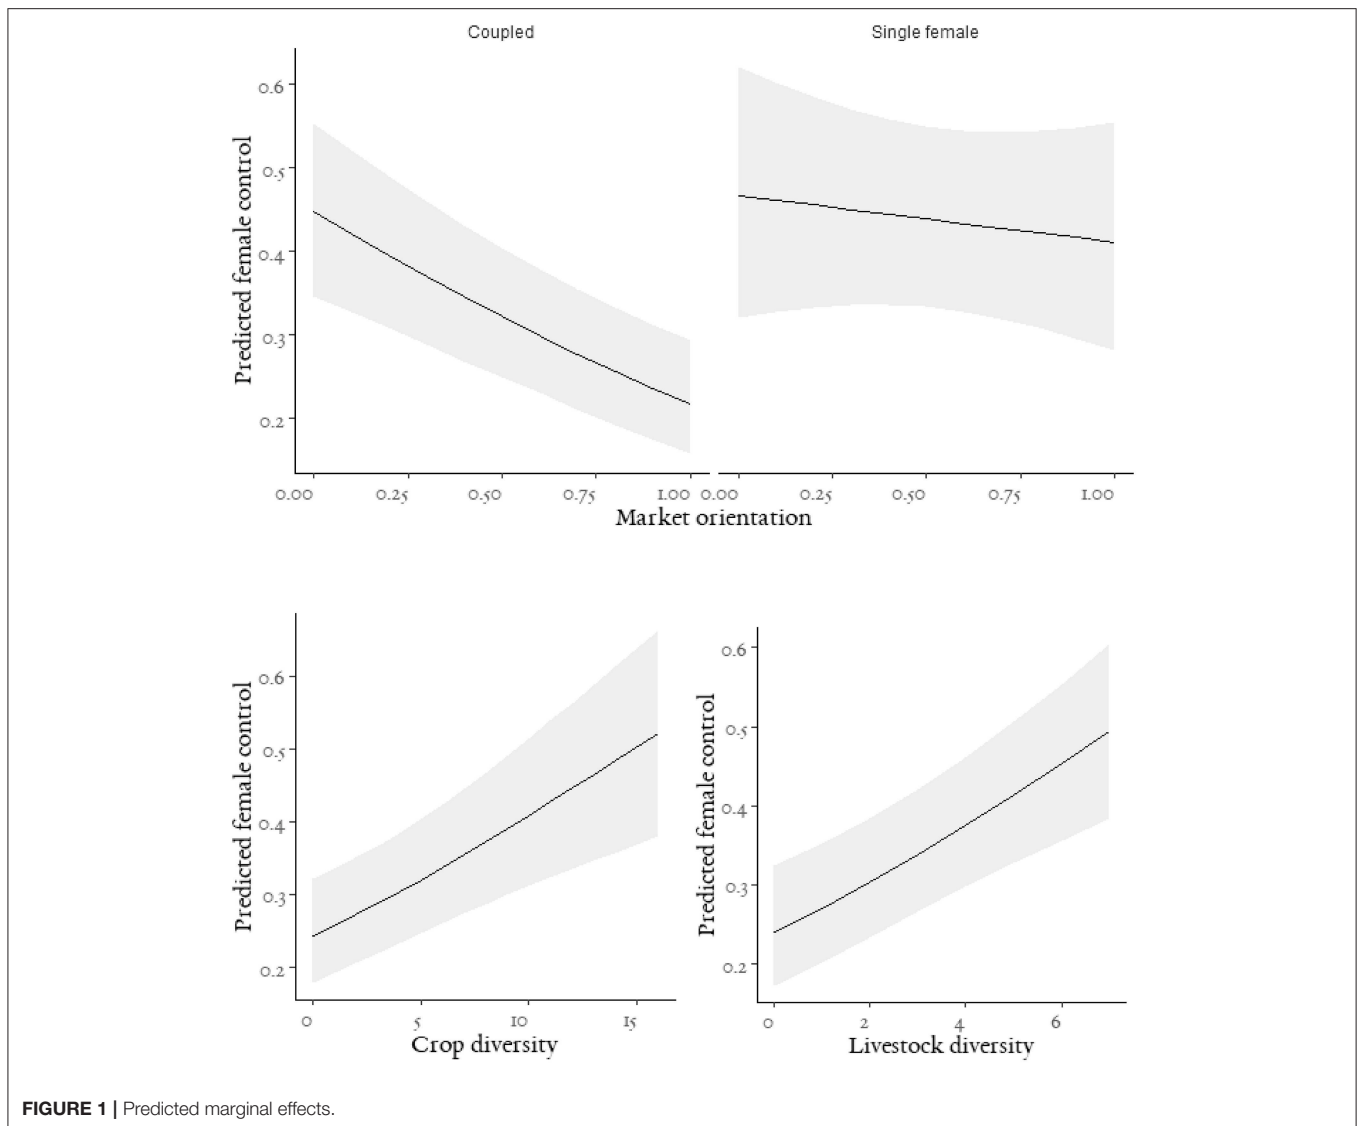 Coupled
Single female
Predicted female control
0.6
0.5
0.4
0.3
0.2
0.00 0.25 0.50 0.75 1.00 0.00 0.25 0.50 0.75 1.00
Market orientation
Predicted female control
0.6
0.5
0.4
0.3
0.2
0 5 10 15
Crop diversity
Predicted female control
0.6
0.5
0.4
0.3
0.2
0 2 4 6
Livestock diversity
FIGURE 1 | Predicted marginal effects.